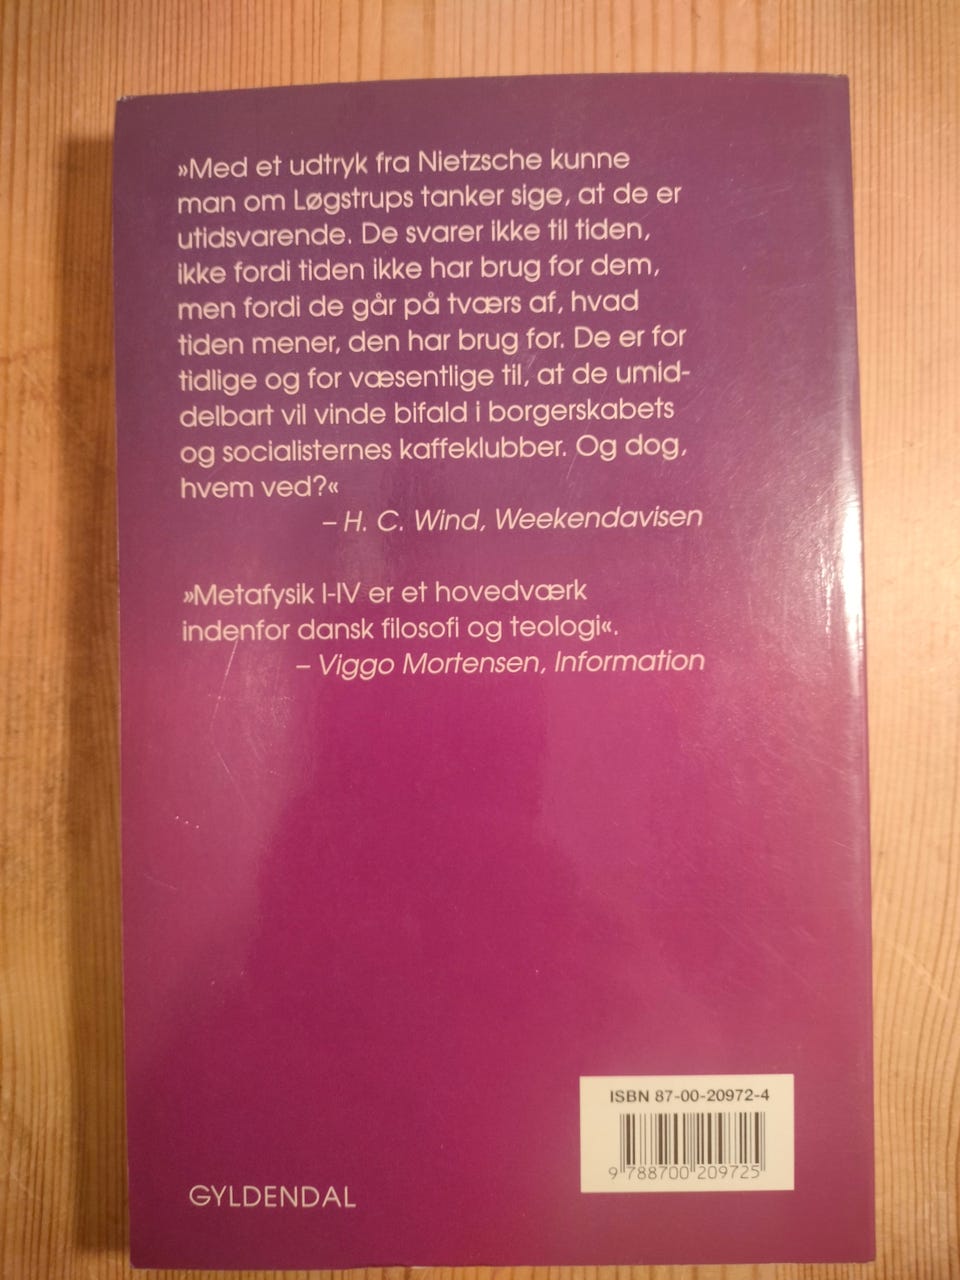 »Med et udtryk fra Nietzsche kunne
man om Løgstrups tanker sige, at de er
utidsvarende. De svarer ikke til tiden,
ikke fordi tiden ikke har brug for dem,
men fordi de går på tværs af, hvad
tiden mener, den har brug for. De er for
tidlige og for væsentlige til, at de umid-
delbart vil vinde bifald i borgerskabets
og socialisternes kaffeklubber. Og dog,
hvem ved?«
– H. C. Wind, Weekendavisen
»Metafysik I-IV er et hovedværk
indenfor dansk filosofi og teologi«.
– Viggo Mortensen, Information
ISBN 87-00-20972-4
9 788700 209725
GYLDENDAL